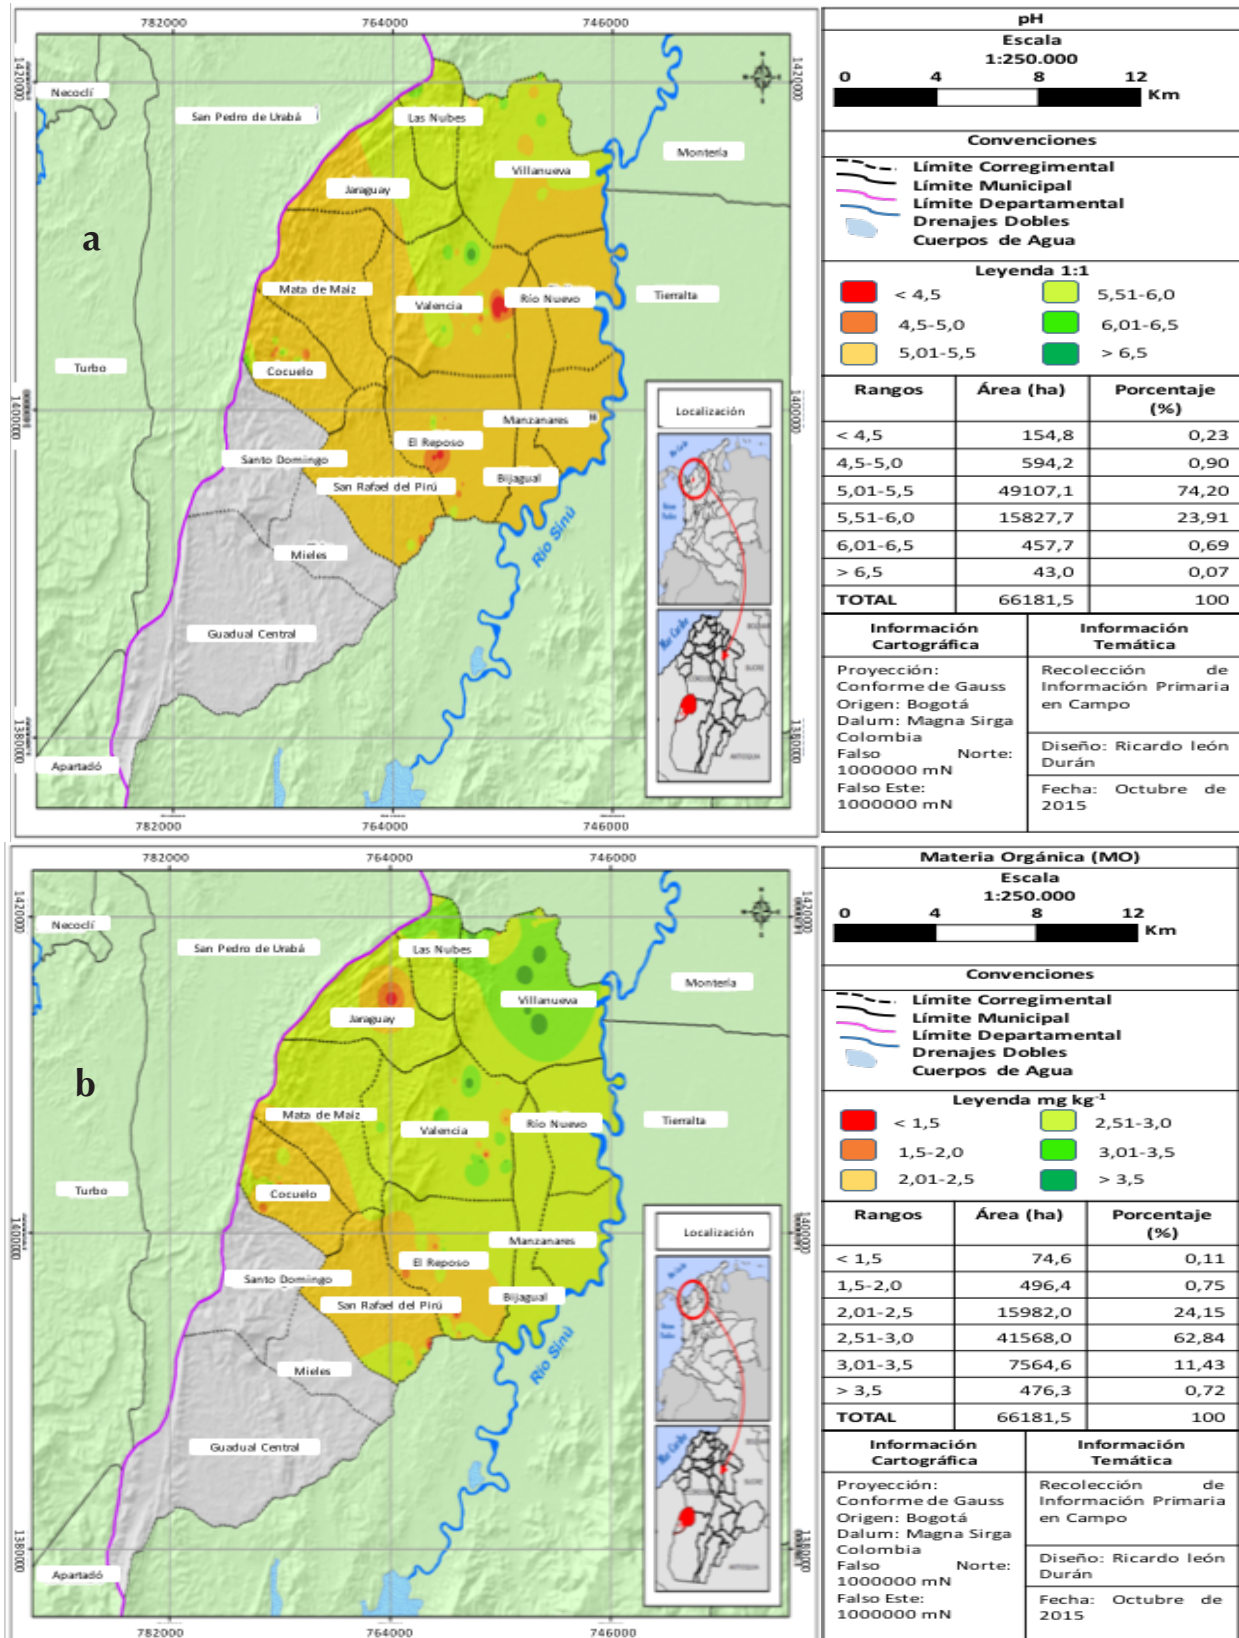 782000
764000
746000
1420000
1420000
Necoclí
San Pedro de Urabá
Las Nubes
Montería
Villanueva
Jaraguay
a
Mata de Maiz
Valencia
Río Nuevo
Tierralta
Turbo
Cocuelo
1400000
1400000
Localización
Manzanares
El Reposo
Santo Domingo
San Rafael del Pirú
Bijagual
Río Sinú
Mieles
Guadual Central
1380000
1380000
Apartadó
782000
764000
746000
pH
Escala
1:250.000
0 4 8 12
Km
Convenciones
Límite Corregimental
Límite Municipal
Límite Departamental
Drenajes Dobles
Cuerpos de Agua
Leyenda 1:1
< 4,5 5,51-6,0
4,5-5,0 6,01-6,5
5,01-5,5 > 6,5
Rangos Área (ha) Porcentaje
(%)
< 4,5 154,8 0,23
4,5-5,0 594,2 0,90
5,01-5,5 49107,1 74,20
5,51-6,0 15827,7 23,91
6,01-6,5 457,7 0,69
> 6,5 43,0 0,07
TOTAL 66181,5 100
Información
Cartográfica
Proyección:
Conforme de Gauss
Origen: Bogotá
Dalum: Magna Sirga
Colombia
Falso Norte:
1000000 mN
Falso Este:
1000000 mN
Información
Temática
Recolección de
Información Primaria
en Campo
Diseño: Ricardo león
Durán
Fecha: Octubre de
2015
782000
764000
746000
1420000
1420000
Necoclí
San Pedro de Urabá
Las Nubes
Montería
Villanueva
Jaraguay
b
Mata de Maiz
Valencia
Río Nuevo
Tierralta
Turbo
Cocuelo
1400000
1400000
Localización
Manzanares
El Reposo
Santo Domingo
San Rafael del Pirú
Bijagual
Río Sinú
Mieles
Guadual Central
1380000
1380000
Apartadó
782000
764000
746000
Materia Orgánica (MO)
Escala
1:250.000
0 4 8 12
Km
Convenciones
Límite Corregimental
Límite Municipal
Límite Departamental
Drenajes Dobles
Cuerpos de Agua
Leyenda mg kg-1
< 1,5 2,51-3,0
1,5-2,0 3,01-3,5
2,01-2,5 > 3,5
Rangos Área (ha) Porcentaje
(%)
< 1,5 74,6 0,11
1,5-2,0 496,4 0,75
2,01-2,5 15982,0 24,15
2,51-3,0 41568,0 62,84
3,01-3,5 7564,6 11,43
> 3,5 476,3 0,72
TOTAL 66181,5 100
Información
Cartográfica
Proyección:
Conforme de Gauss
Origen: Bogotá
Dalum: Magna Sirga
Colombia
Falso Norte:
1000000 mN
Falso Este:
1000000 mN
Información
Temática
Recolección de
Información Primaria
en Campo
Diseño: Ricardo león
Durán
Fecha: Octubre de
2015